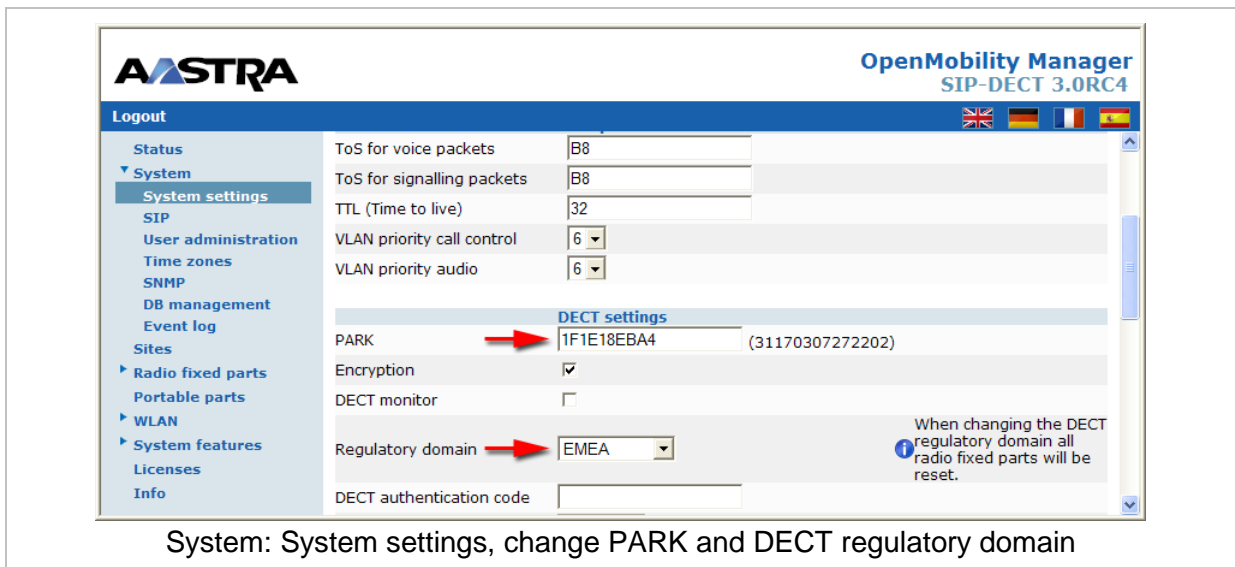 AASTRA
OpenMobility Manager
SIP-DECT 3.0RC4
Logout
Status
System
System settings
SIP
User administration
Time zones
SNMP
DB management
Event log
Sites
Radio fixed parts
Portable parts
WLAN
System features
Licenses
Info
ToS for voice packets B8
ToS for signalling packets B8
TTL (Time to live) 32
VLAN priority call control 6
VLAN priority audio 6
DECT settings
PARK 1F1E18EBA4 (31170307272202)
Encryption
DECT monitor
Regulatory domain EMEA
When changing the DECT
regulatory domain all
radio fixed parts will be
reset.
DECT authentication code
System: System settings, change PARK and DECT regulatory domain